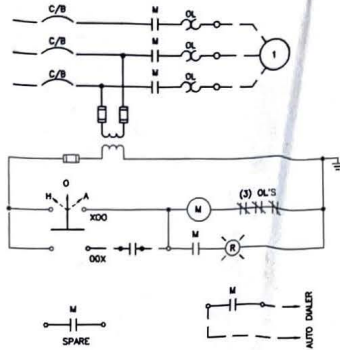 C/B M OL
C/B M OL 1
C/B M OL
O
H A
XOO
(3) OL'S
M
OOX
M
R
M
SPARE
M
AUTO DIALER